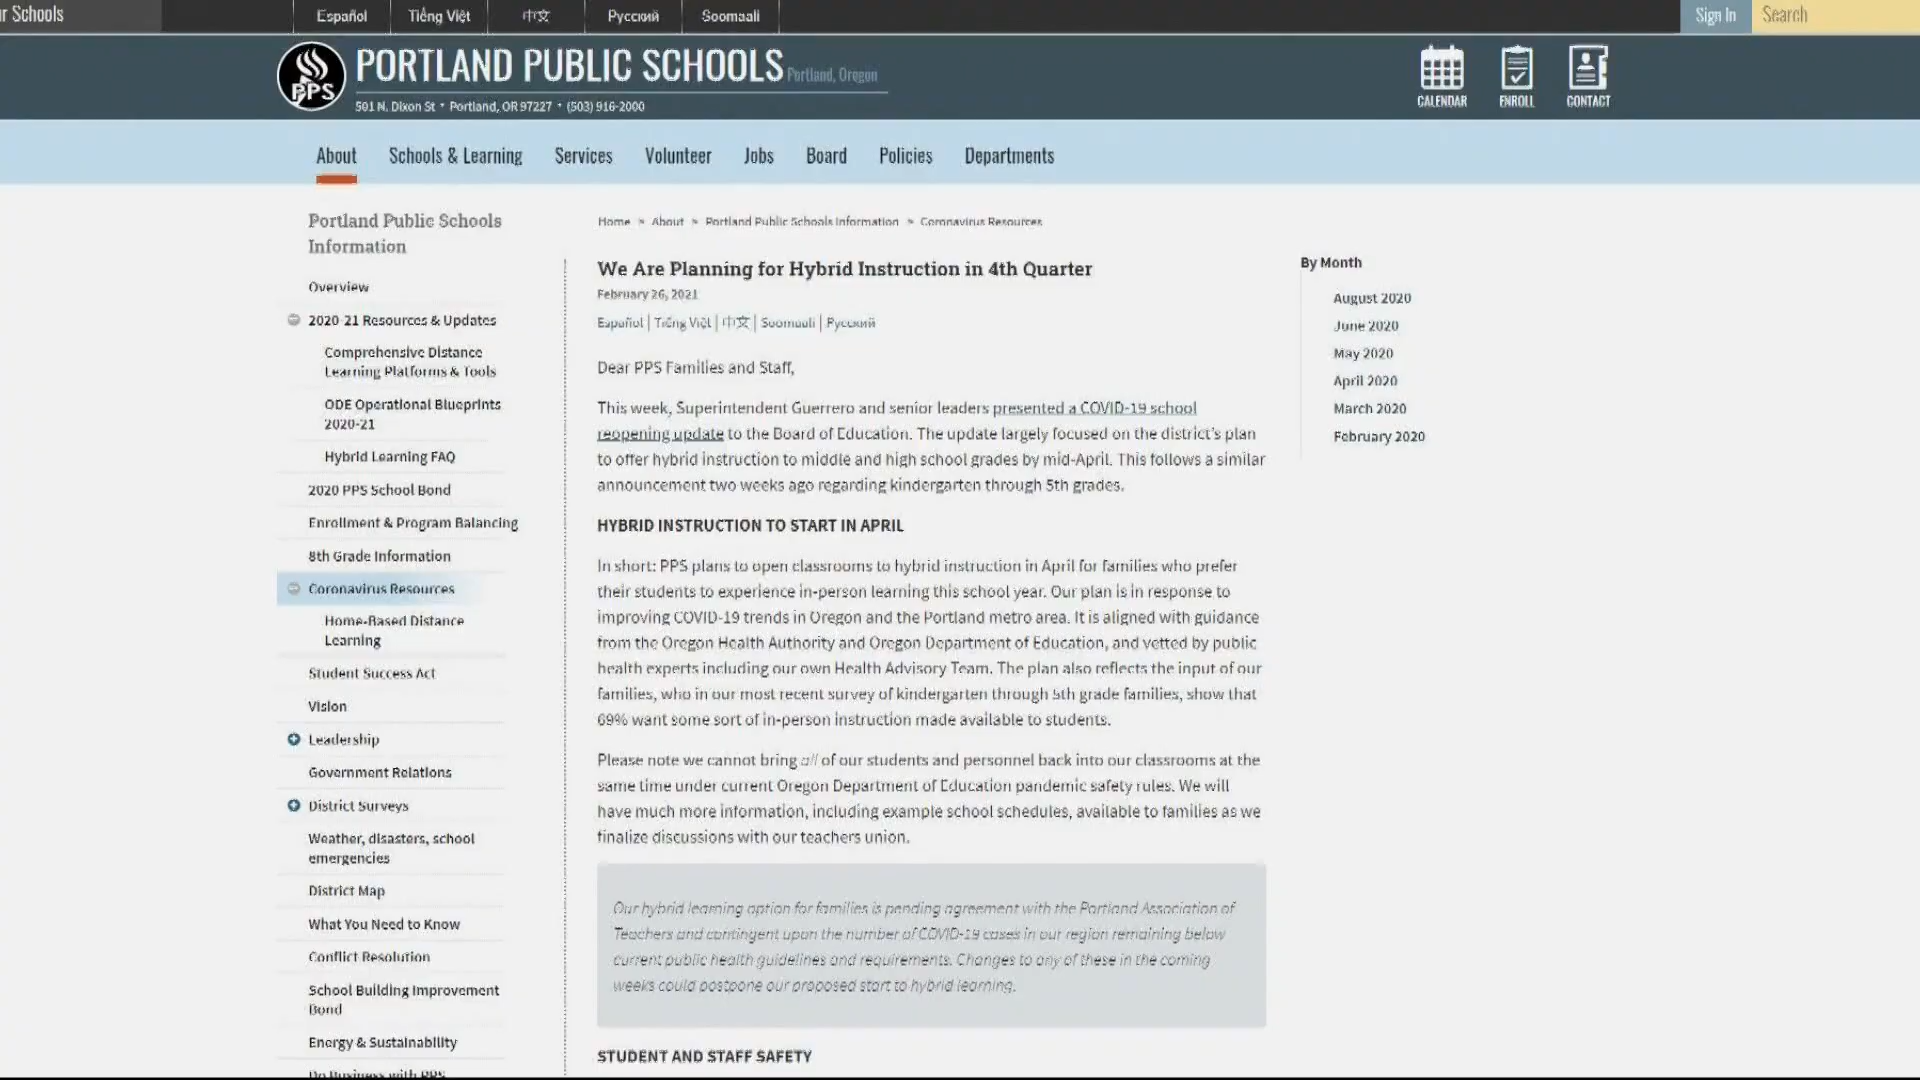 r Schools
Español Tiếng Việt 中文 Русский Soomaali
Sign In Search
PPS
PORTLAND PUBLIC SCHOOLS Portland, Oregon
501 N. Dixon St • Portland, OR 97227 • (503) 916-2000
CALENDAR ENROLL CONTACT
About Schools & Learning Services Volunteer Jobs Board Policies Departments
Portland Public Schools
Information
Overview
2020-21 Resources & Updates
Comprehensive Distance
Learning Platforms & Tools
ODE Operational Blueprints
2020-21
Hybrid Learning FAQ
2020 PPS School Bond
Enrollment & Program Balancing
8th Grade Information
Coronavirus Resources
Home-Based Distance
Learning
Student Success Act
Vision
Leadership
Government Relations
District Surveys
Weather, disasters, school
emergencies
District Map
What You Need to Know
Conflict Resolution
School Building Improvement
Bond
Energy & Sustainability
Do Business with PPS
Home » About » Portland Public Schools Information » Coronavirus Resources
We Are Planning for Hybrid Instruction in 4th Quarter
February 26, 2021
Español | Tiếng Việt | 中文 | Soomaali | Русский
Dear PPS Families and Staff,
This week, Superintendent Guerrero and senior leaders presented a COVID-19 school
reopening update to the Board of Education. The update largely focused on the district's plan
to offer hybrid instruction to middle and high school grades by mid-April. This follows a similar
announcement two weeks ago regarding kindergarten through 5th grades.
HYBRID INSTRUCTION TO START IN APRIL
In short: PPS plans to open classrooms to hybrid instruction in April for families who prefer
their students to experience in-person learning this school year. Our plan is in response to
improving COVID-19 trends in Oregon and the Portland metro area. It is aligned with guidance
from the Oregon Health Authority and Oregon Department of Education, and vetted by public
health experts including our own Health Advisory Team. The plan also reflects the input of our
families, who in our most recent survey of kindergarten through 5th grade families, show that
69% want some sort of in-person instruction made available to students.
Please note we cannot bring all of our students and personnel back into our classrooms at the
same time under current Oregon Department of Education pandemic safety rules. We will
have much more information, including example school schedules, available to families as we
finalize discussions with our teachers union.
Our hybrid learning option for families is pending agreement with the Portland Association of
Teachers and contingent upon the number of COVID-19 cases in our region remaining below
current public health guidelines and requirements. Changes to any of these in the coming
weeks could postpone our proposed start to hybrid learning.
STUDENT AND STAFF SAFETY
By Month
August 2020
June 2020
May 2020
April 2020
March 2020
February 2020